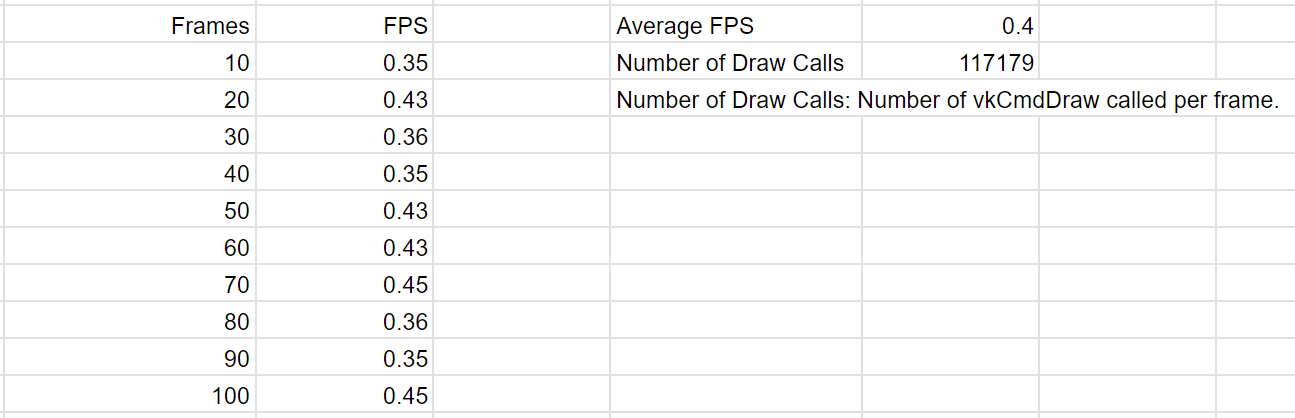 Frames FPS Average FPS 0.4
10 0.35 Number of Draw Calls 117179
20 0.43 Number of Draw Calls: Number of vkCmdDraw called per frame.
30 0.36
40 0.35
50 0.43
60 0.43
70 0.45
80 0.36
90 0.35
100 0.45